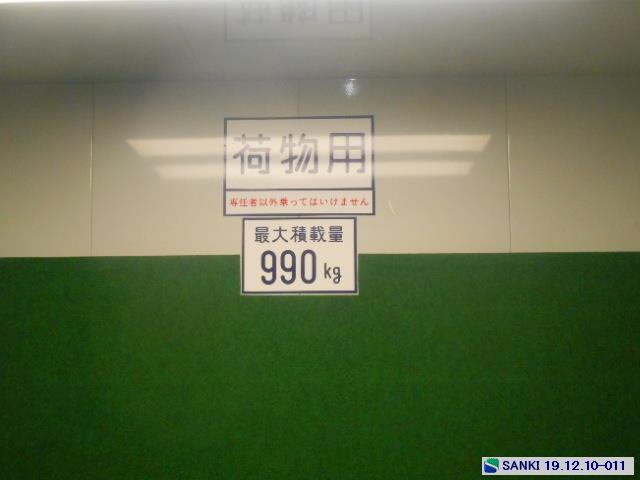 荷物用
専任者以外乗ってはいけません
最大積載量
990kg
SANKI 19.12.10-011